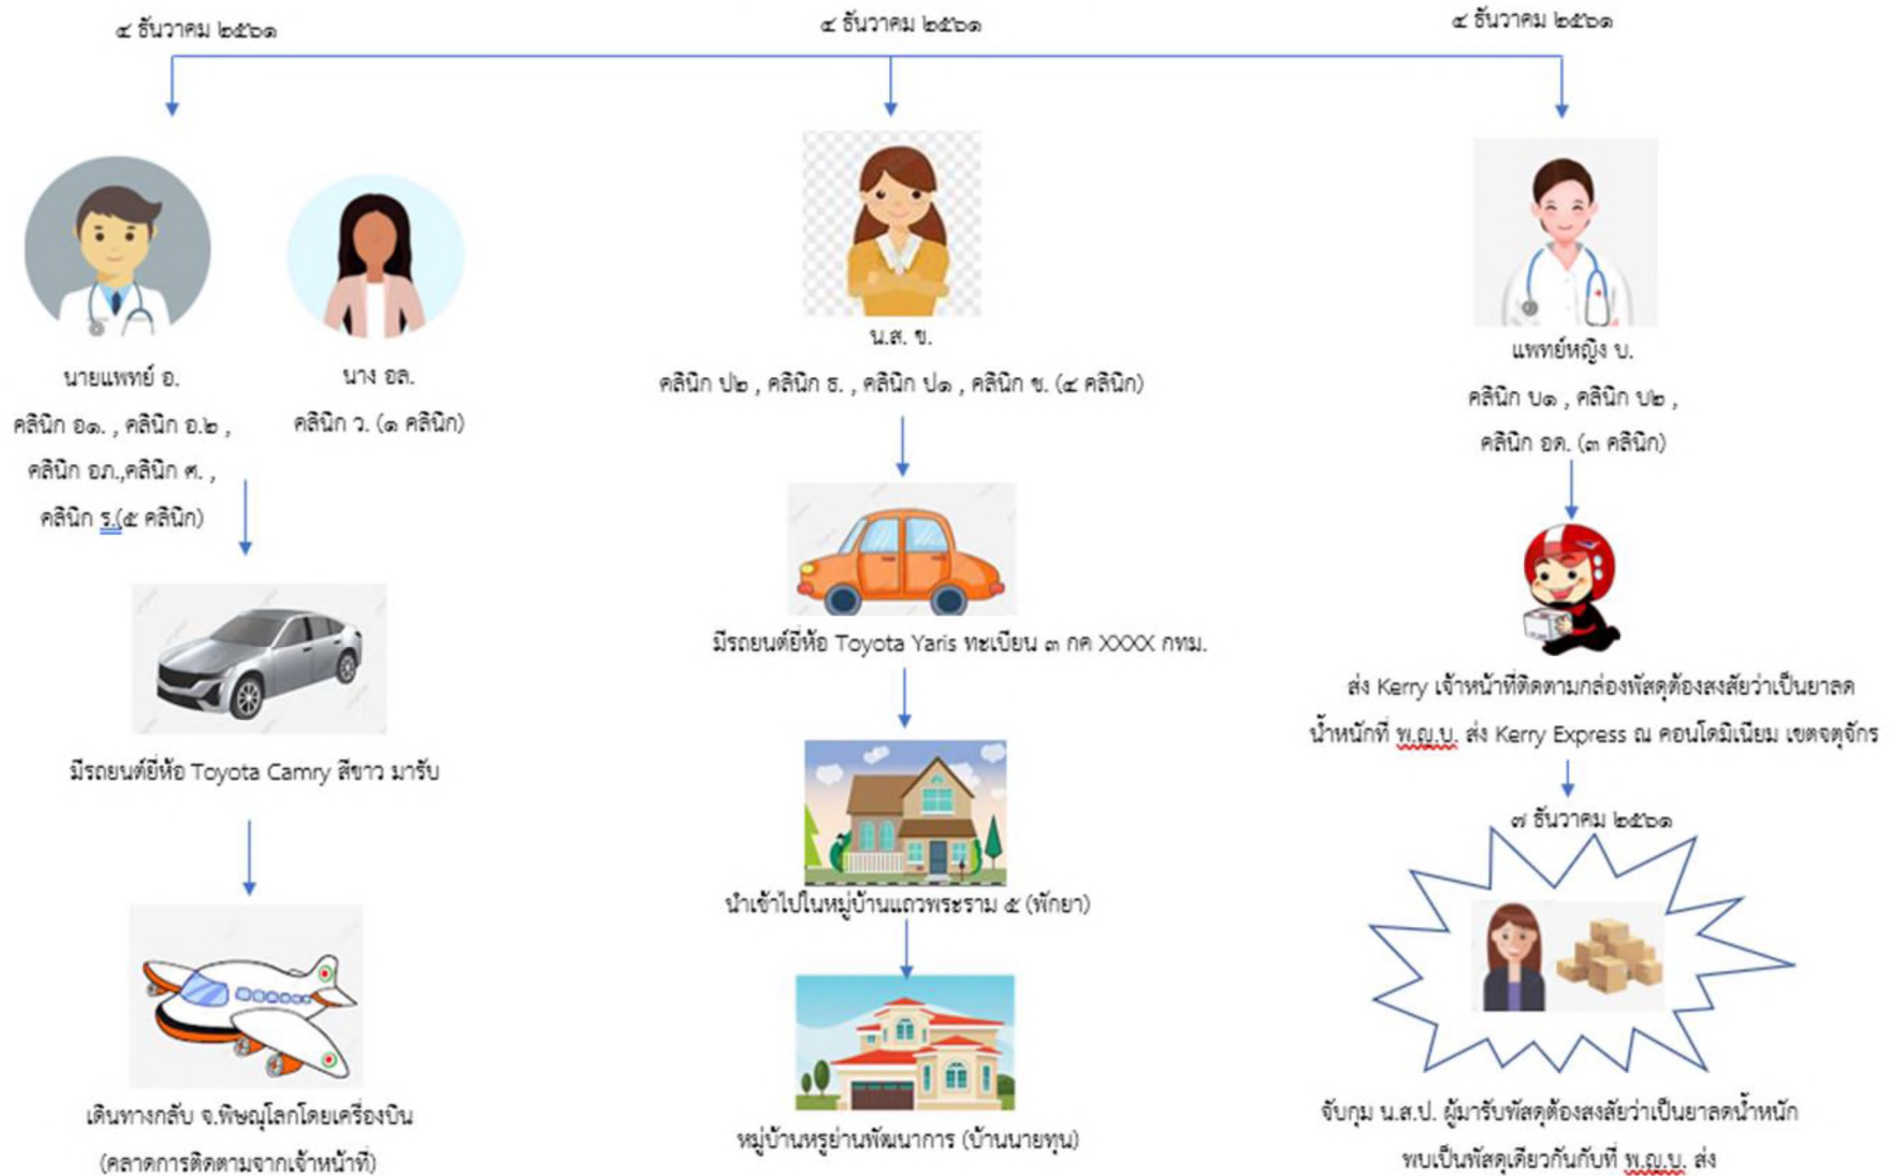 ๔ ธันวาคม ๒๕๖๑
๔ ธันวาคม ๒๕๖๑
๔ ธันวาคม ๒๕๖๑
นายแพทย์ อ.
คลินิก อ๑. , คลินิก อ.๒ ,
คลินิก อภ.,คลินิก ศ. ,
คลินิก ร.(๕ คลินิก)
นาง อล.
คลินิก ว. (๑ คลินิก)
มีรถยนต์ยี่ห้อ Toyota Camry สีขาว มารับ
เดินทางกลับ จ.พิษณุโลกโดยเครื่องบิน
(คลาดการติดตามจากเจ้าหน้าที่)
น.ส. ข.
คลินิก ป๒ , คลินิก ธ. , คลินิก ป๑ , คลินิก ช. (๔ คลินิก)
มีรถยนต์ยี่ห้อ Toyota Yaris ทะเบียน ๓ กค XXXX กทม.
นำเข้าไปในหมู่บ้านแถวพระราม ๕ (พักยา)
หมู่บ้านหรูย่านพัฒนาการ (บ้านนายทุน)
แพทย์หญิง บ.
คลินิก บ๑ , คลินิก บ๒ ,
คลินิก อด. (๓ คลินิก)
ส่ง Kerry เจ้าหน้าที่ติดตามกล่องพัสดุต้องสงสัยว่าเป็นยาลด
น้ำหนักที่ พ.ญ.บ. ส่ง Kerry Express ณ คอนโดมิเนียม เขตจตุจักร
๗ ธันวาคม ๒๕๖๑
จับกุม น.ส.ป. ผู้มารับพัสดุต้องสงสัยว่าเป็นยาลดน้ำหนัก
พบเป็นพัสดุเดียวกันกับที่ พ.ญ.บ. ส่ง